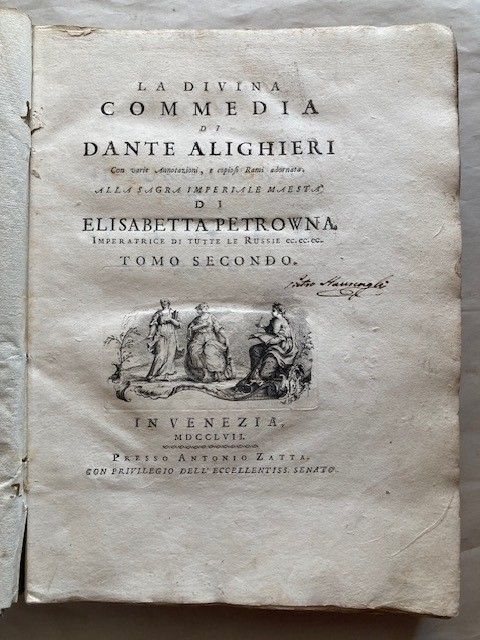 LA DIVINA
COMMEDIA
DI
DANTE ALIGHIERI
Con varie Annotazioni, e copiosi Rami adornata.
ALLA SAGRA IMPERIALE MAESTÀ
DI
ELISABETTA PETROWNA.
IMPERATRICE DI TUTTE LE RUSSIE ec. ec. ec.
TOMO SECONDO.
IN VENEZIA,
MDCCLVII.
PRESSO ANTONIO ZATTA.
CON PRIVILEGIO DELL' ECCELLENTISS. SENATO.